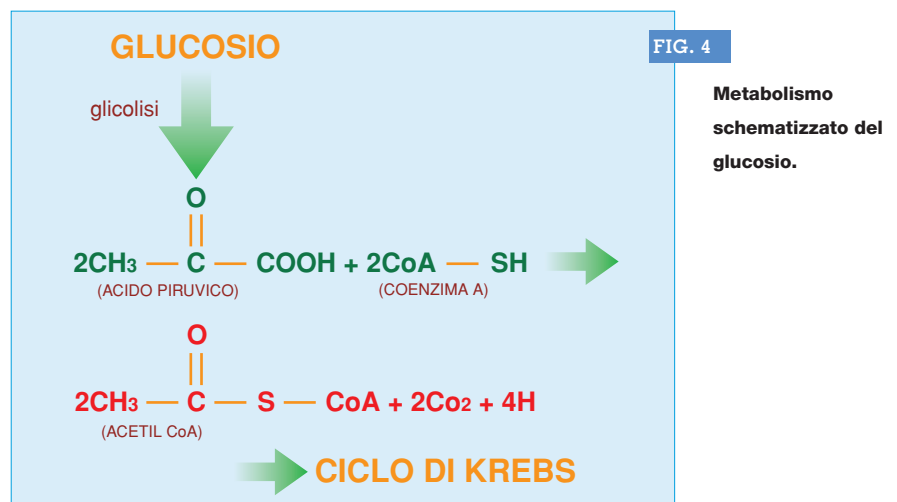 GLUCOSIO
FIG. 4
Metabolismo
schematizzato del
glucosio.
glicolisi
O
2CH3 — C — COOH + 2CoA — SH
(ACIDO PIRUVICO) (COENZIMA A)
O
2CH3 — C — S — CoA + 2Co2 + 4H
(ACETIL CoA)
CICLO DI KREBS